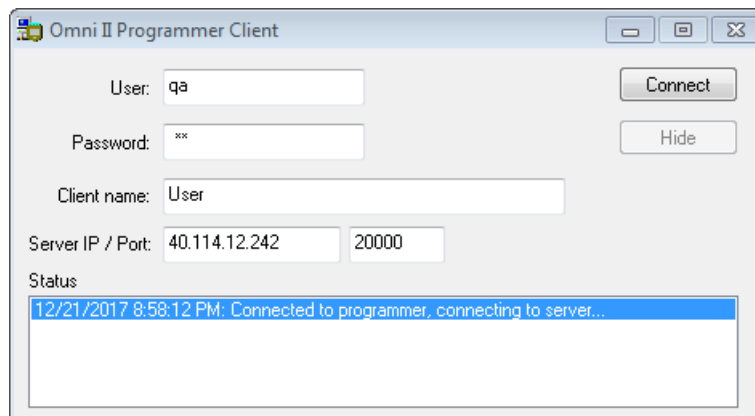 Omni II Programmer Client
User: qa Connect
Password: ** Hide
Client name: User
Server IP / Port: 40.114.12.242 20000
Status
12/21/2017 8:58:12 PM: Connected to programmer, connecting to server...